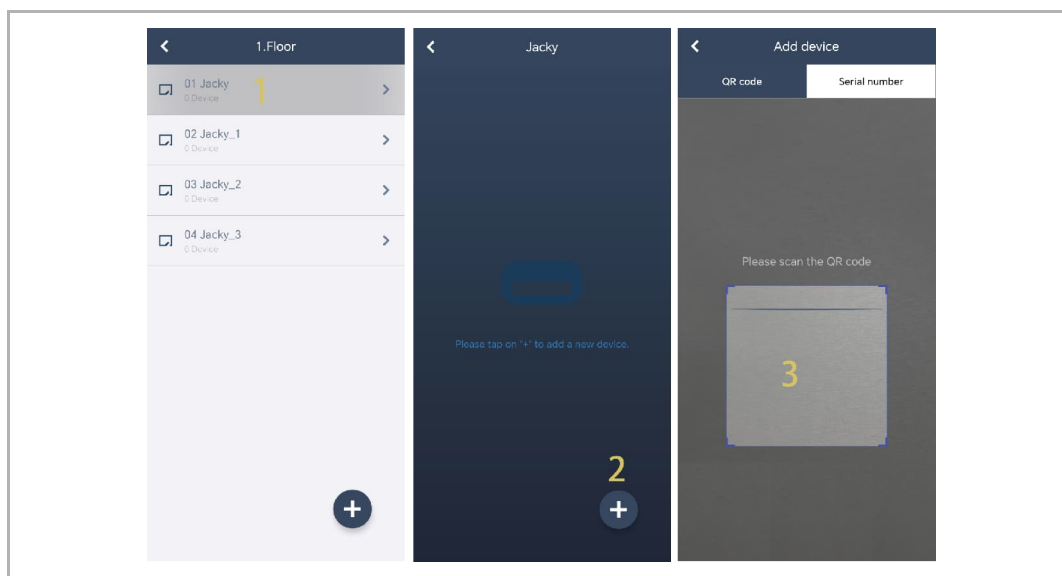 1.Floor
01 Jacky
0 Device
1
02 Jacky_1
0 Device
03 Jacky_2
0 Device
04 Jacky_3
0 Device
+
Jacky
Please tap on "+" to add a new device.
2
+
Add device
QR code Serial number
Please scan the QR code
3